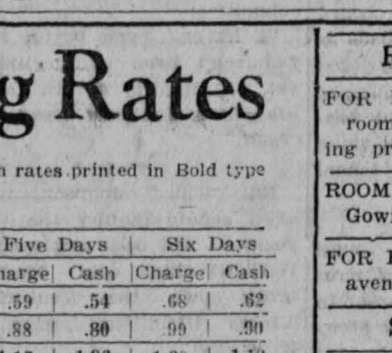 g Rates
rates printed in Bold type
Five Days | Six Days
harge| Cash |Charge| Cash
.59 | .54 .68 | .62
.88 | .80 .99 | .90
FOR
room
ing pr
ROOM
Gow
FOR
aven